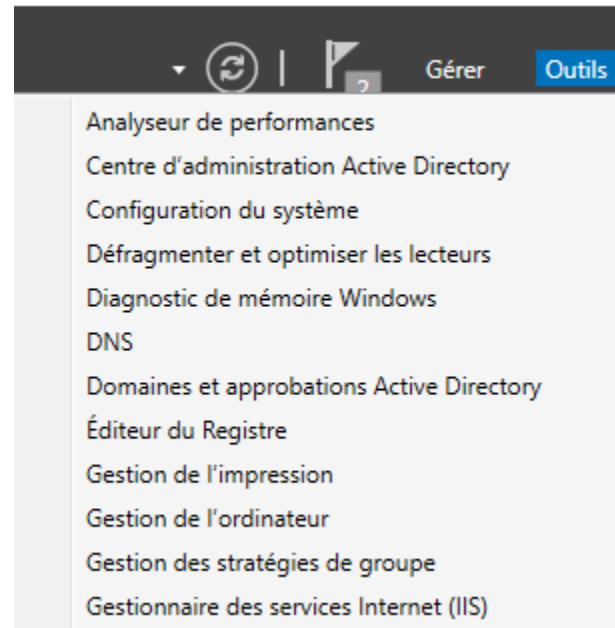 Gérer Outils
2
Analyseur de performances
Centre d'administration Active Directory
Configuration du système
Défragmenter et optimiser les lecteurs
Diagnostic de mémoire Windows
DNS
Domaines et approbations Active Directory
Éditeur du Registre
Gestion de l'impression
Gestion de l'ordinateur
Gestion des stratégies de groupe
Gestionnaire des services Internet (IIS)